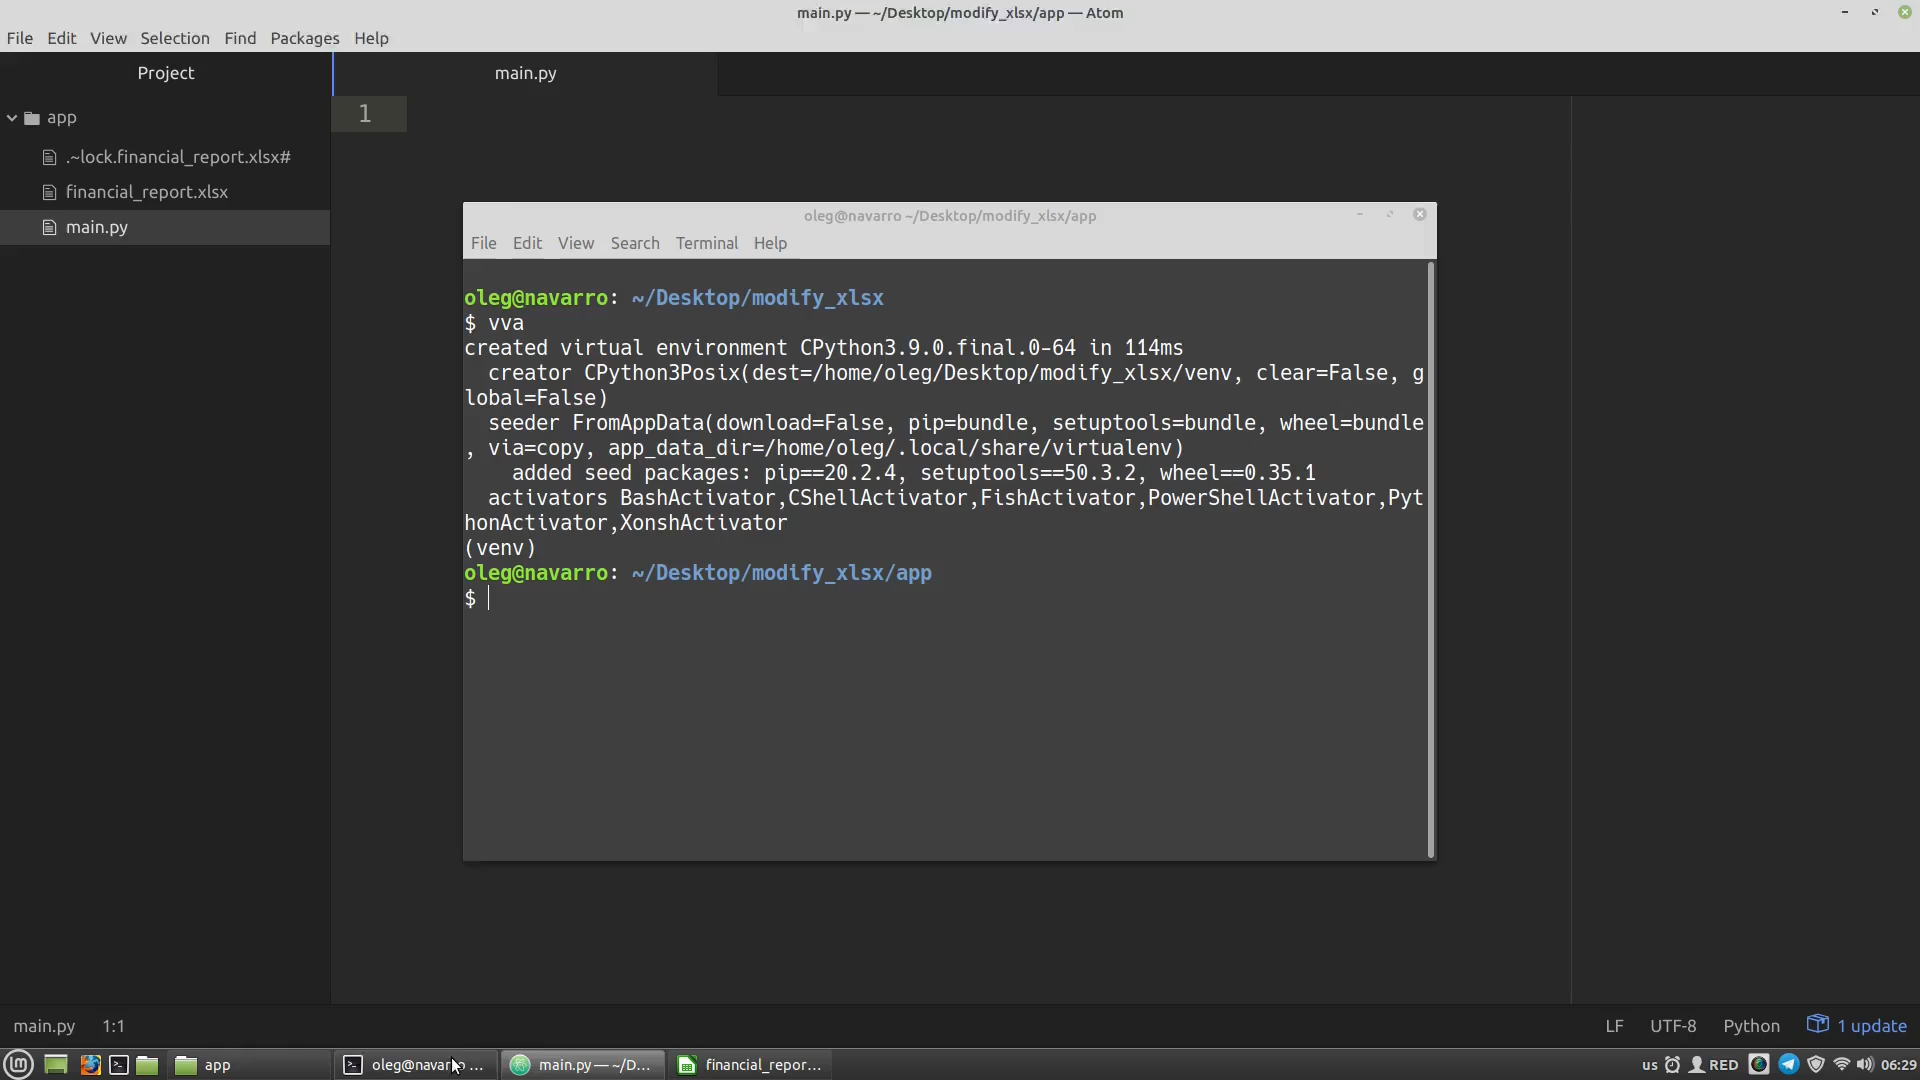 main.py — ~/Desktop/modify_xlsx/app — Atom
File Edit View Selection Find Packages Help
Project
main.py
app
.~lock.financial_report.xlsx#
financial_report.xlsx
main.py
1
oleg@navarro ~/Desktop/modify_xlsx/app
File Edit View Search Terminal Help
oleg@navarro: ~/Desktop/modify_xlsx
$ vva
created virtual environment CPython3.9.0.final.0-64 in 114ms
creator CPython3Posix(dest=/home/oleg/Desktop/modify_xlsx/venv, clear=False, g
lobal=False)
seeder FromAppData(download=False, pip=bundle, setuptools=bundle, wheel=bundle
, via=copy, app_data_dir=/home/oleg/.local/share/virtualenv)
added seed packages: pip==20.2.4, setuptools==50.3.2, wheel==0.35.1
activators BashActivator,CShellActivator,FishActivator,PowerShellActivator,Pyt
honActivator,XonshActivator
(venv)
oleg@navarro: ~/Desktop/modify_xlsx/app
$
main.py 1:1
LF UTF-8 Python 1 update
app
oleg@navarro ...
main.py — ~/D...
financial_repor...
us RED 06:29